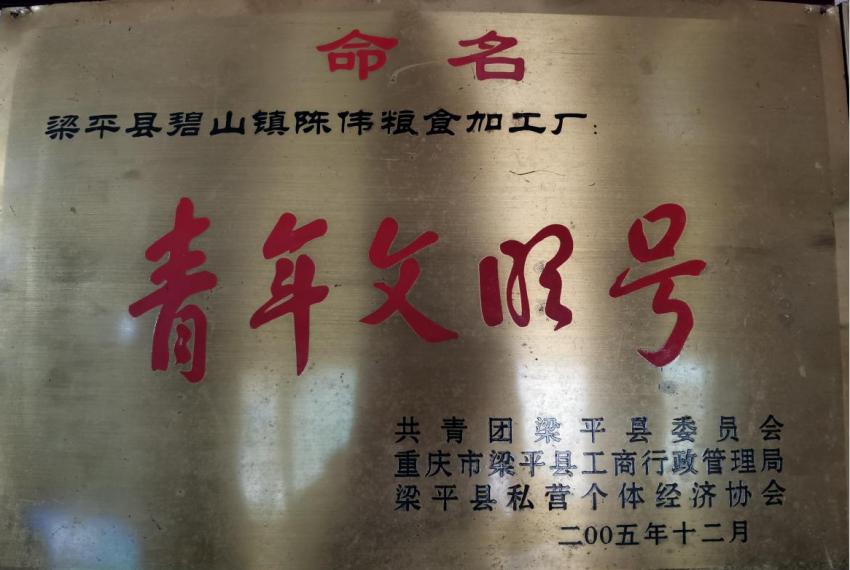 命名
梁平县碧山镇陈伟粮食加工厂：
青年文明号
共青团梁平县委员会
重庆市梁平县工商行政管理局
梁平县私营个体经济协会
二00五年十二月